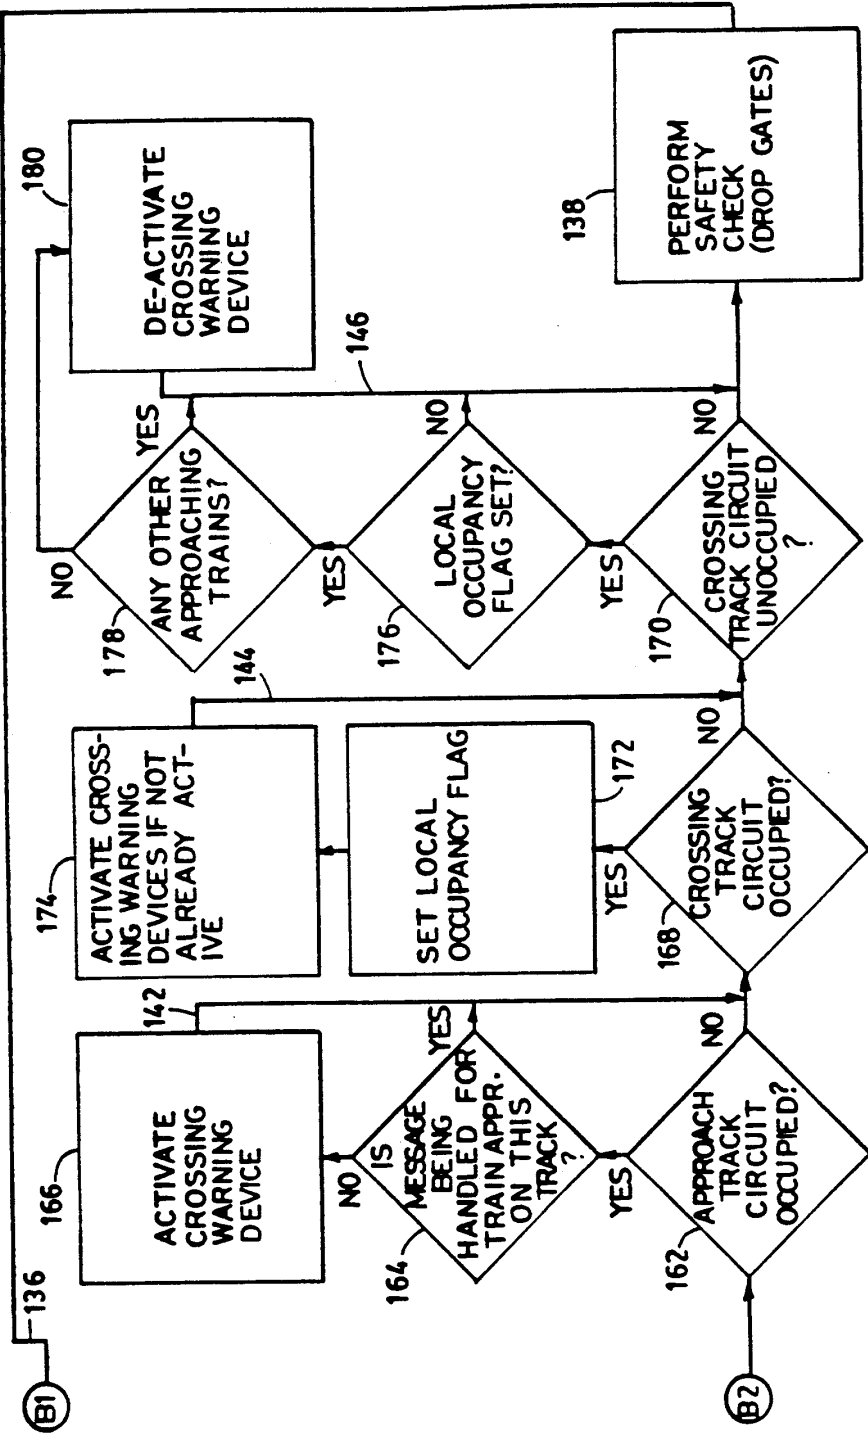 B1
136
166
ACTIVATE
CROSSING
WARNING
DEVICE
142
NO
IS
MESSAGE
BEING
HANDLED FOR
TRAIN APPR.
ON THIS
TRACK
?
YES
164
YES
162
APPROACH
TRACK
CIRCUIT
OCCUPIED?
NO
B2
174
ACTIVATE CROSS-
ING WARNING
DEVICES IF NOT
ALREADY ACT-
IVE
144
SET LOCAL
OCCUPANCY FLAG
172
YES
168
CROSSING
TRACK
CIRCUIT
OCCUPIED?
NO
180
DE-ACTIVATE
CROSSING
WARNING
DEVICE
NO
178
ANY OTHER
APPROACHING
TRAINS?
YES
146
YES
176
LOCAL
OCCUPANCY
FLAG SET?
NO
YES
170
CROSSING
TRACK CIRCUIT
UNOCCUPIED
?
NO
138
PERFORM
SAFETY
CHECK
(DROP GATES)